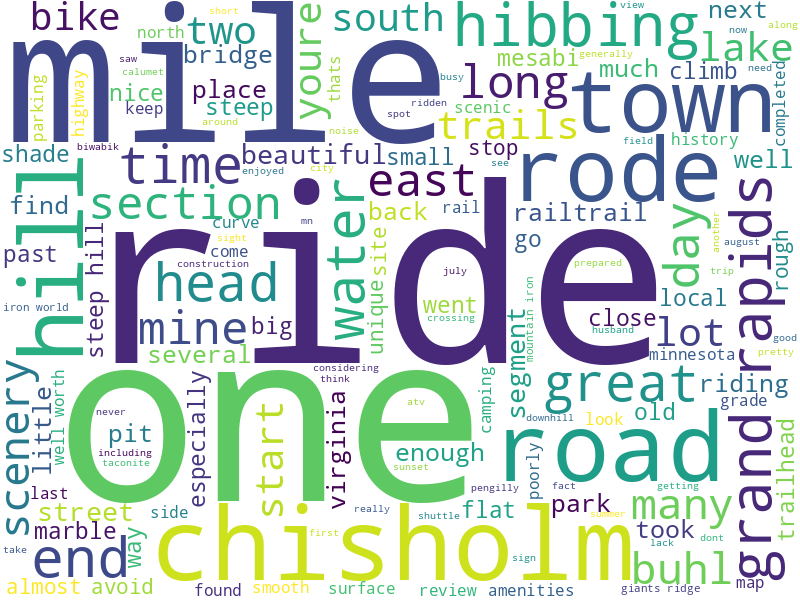 short
view
bike
two
south
hibbing
next
north
now
along
mile
bridge
youre
busy
mesabi
generally
lake
saw
calumet
nice
place
thats
long
town
much
climb
need
completed
parking
highway
keep
steep
around
spot
ridden
scenic
trails
field
history
shade
biwabik
noise
stop
see
rode
time
beautiful
small
city
enjoyed
well
east
find
section
mn
water
back
rail
railtrail
day
another
rough
hill
curve
sight
site
go
past
come
head
construction
july
prepared
august
trip
grand rapids
ride
unique
iron world
steep hill
mine
big
went
crossing
close
local
lot
husband
minnesota
good
pretty
several
segment
mountain iron
scenery
little
well worth
considering
think
camping
great
riding
grade
one
never
especially
start
virginia
atv
downhill
look
old
trailhead
pit
including
taconite
enough
sunset
pengilly
poorly
road
last
street
side
really
shuttle
flat
fact
park
getting
many
marble
way
chisholm
first
summer
took
take
end
sign
lack
dont
buhl
map
almost
avoid
found
smooth
surface
review
amenities
giants ridge